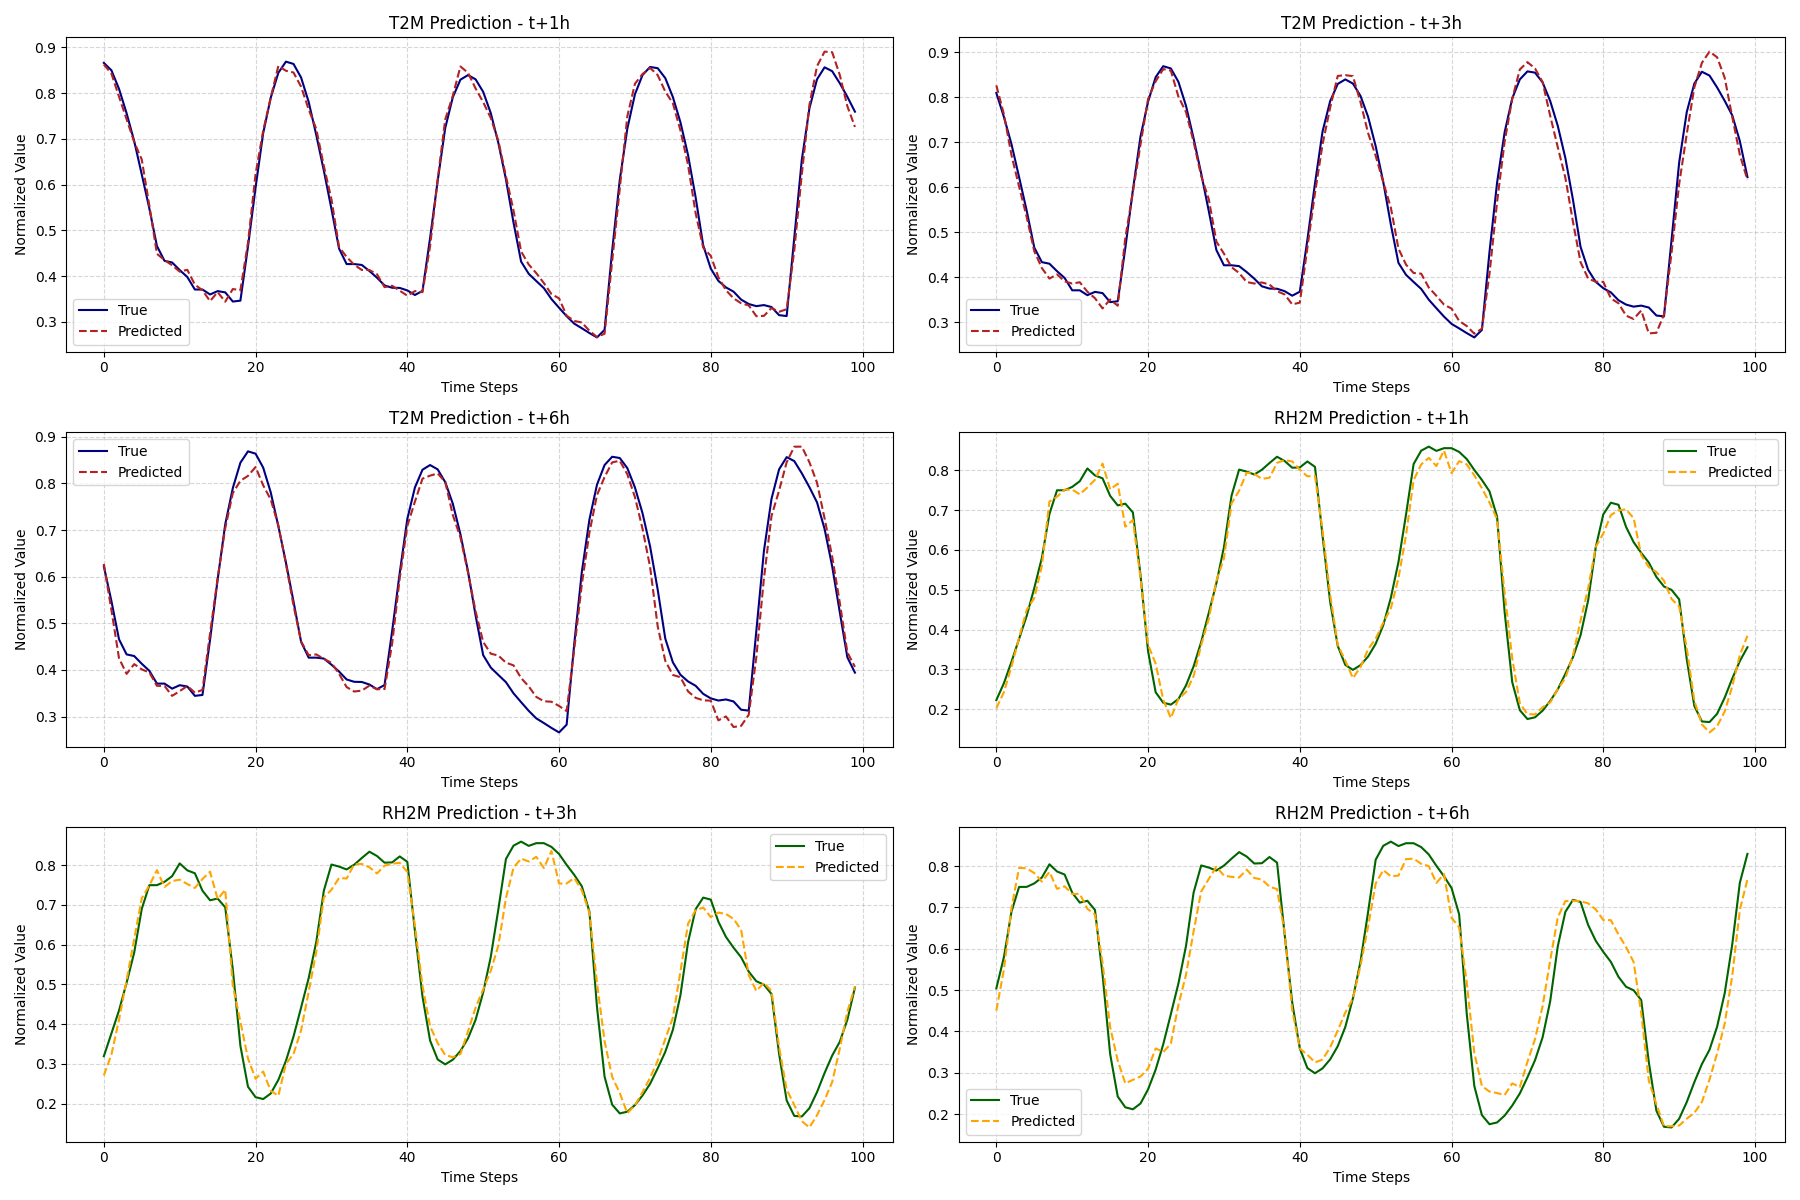 T2M Prediction - t+1h
Normalized Value
0.9
0.8
0.7
0.6
0.5
0.4
0.3
True
Predicted
0 20 40 60 80 100
Time Steps
T2M Prediction - t+3h
Normalized Value
0.9
0.8
0.7
0.6
0.5
0.4
0.3
True
Predicted
0 20 40 60 80 100
Time Steps
T2M Prediction - t+6h
Normalized Value
0.9
0.8
0.7
0.6
0.5
0.4
0.3
True
Predicted
0 20 40 60 80 100
Time Steps
RH2M Prediction - t+1h
Normalized Value
0.8
0.7
0.6
0.5
0.4
0.3
0.2
True
Predicted
0 20 40 60 80 100
Time Steps
RH2M Prediction - t+3h
Normalized Value
0.8
0.7
0.6
0.5
0.4
0.3
0.2
True
Predicted
0 20 40 60 80 100
Time Steps
RH2M Prediction - t+6h
Normalized Value
0.8
0.7
0.6
0.5
0.4
0.3
0.2
True
Predicted
0 20 40 60 80 100
Time Steps